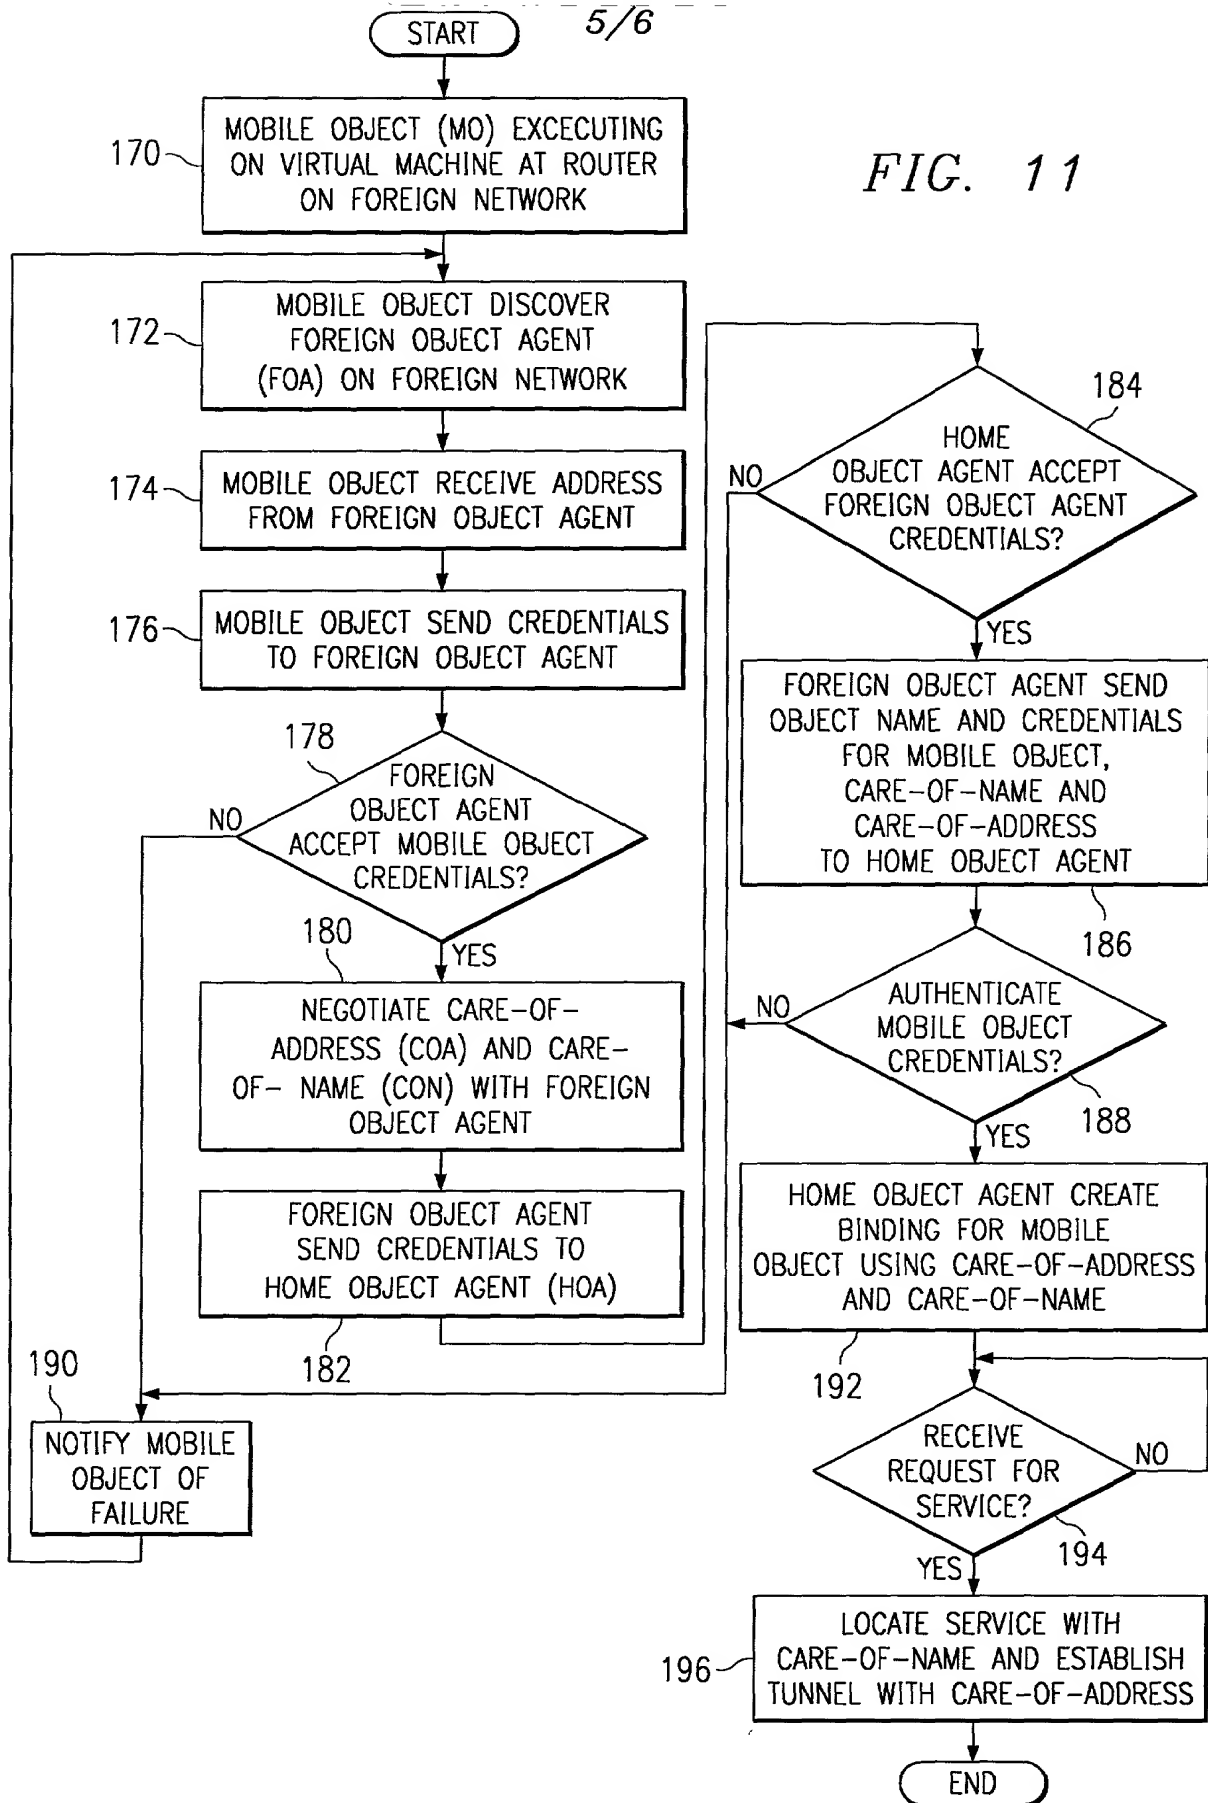 5/6
START
FIG. 11
170
MOBILE OBJECT (MO) EXCECUTING
ON VIRTUAL MACHINE AT ROUTER
ON FOREIGN NETWORK
172
MOBILE OBJECT DISCOVER
FOREIGN OBJECT AGENT
(FOA) ON FOREIGN NETWORK
174
MOBILE OBJECT RECEIVE ADDRESS
FROM FOREIGN OBJECT AGENT
176
MOBILE OBJECT SEND CREDENTIALS
TO FOREIGN OBJECT AGENT
178
FOREIGN
OBJECT AGENT
ACCEPT MOBILE OBJECT
CREDENTIALS?
NO
YES
180
NEGOTIATE CARE-OF-
ADDRESS (COA) AND CARE-
OF- NAME (CON) WITH FOREIGN
OBJECT AGENT
FOREIGN OBJECT AGENT
SEND CREDENTIALS TO
HOME OBJECT AGENT (HOA)
182
190
NOTIFY MOBILE
OBJECT OF
FAILURE
184
HOME
OBJECT AGENT ACCEPT
FOREIGN OBJECT AGENT
CREDENTIALS?
NO
YES
FOREIGN OBJECT AGENT SEND
OBJECT NAME AND CREDENTIALS
FOR MOBILE OBJECT,
CARE-OF-NAME AND
CARE-OF-ADDRESS
TO HOME OBJECT AGENT
186
AUTHENTICATE
MOBILE OBJECT
CREDENTIALS?
NO
188
YES
HOME OBJECT AGENT CREATE
BINDING FOR MOBILE
OBJECT USING CARE-OF-ADDRESS
AND CARE-OF-NAME
192
RECEIVE
REQUEST FOR
SERVICE?
NO
194
YES
196
LOCATE SERVICE WITH
CARE-OF-NAME AND ESTABLISH
TUNNEL WITH CARE-OF-ADDRESS
END